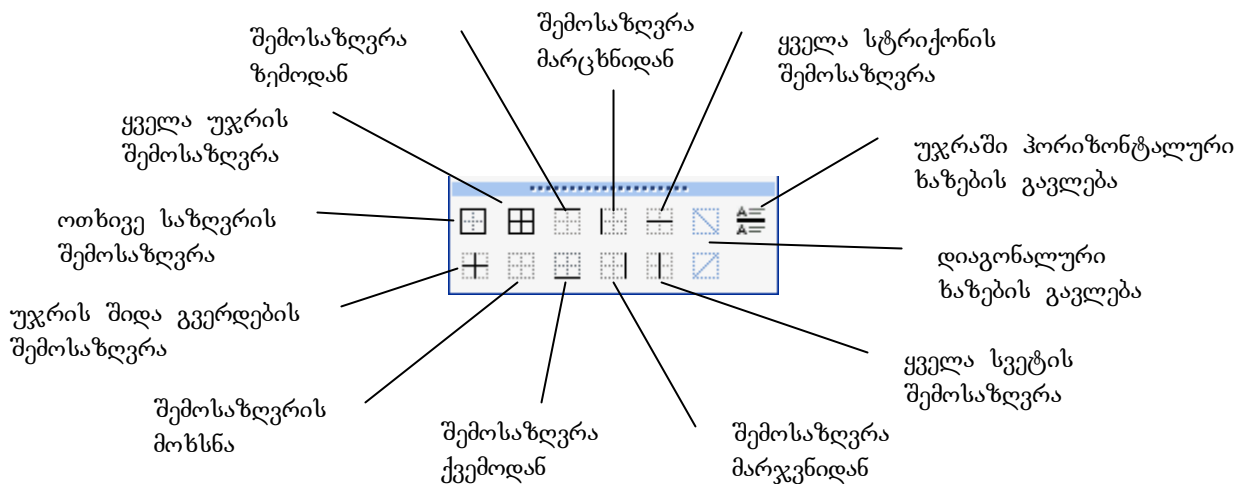 შემოსაზღვრა
ზემოდან
შემოსაზღვრა
მარცხნიდან
ყველა სტრიქონის
შემოსაზღვრა
ყველა უჯრის
შემოსაზღვრა
უჯრაში ჰორიზონტალური
ხაზების გავლება
ოთხივე საზღვრის
შემოსაზღვრა
დიაგონალური
ხაზების გავლება
უჯრის შიდა გვერდების
შემოსაზღვრა
ყველა სვეტის
შემოსაზღვრა
შემოსაზღვრის
მოხსნა
შემოსაზღვრა
ქვემოდან
შემოსაზღვრა
მარჯვნიდან